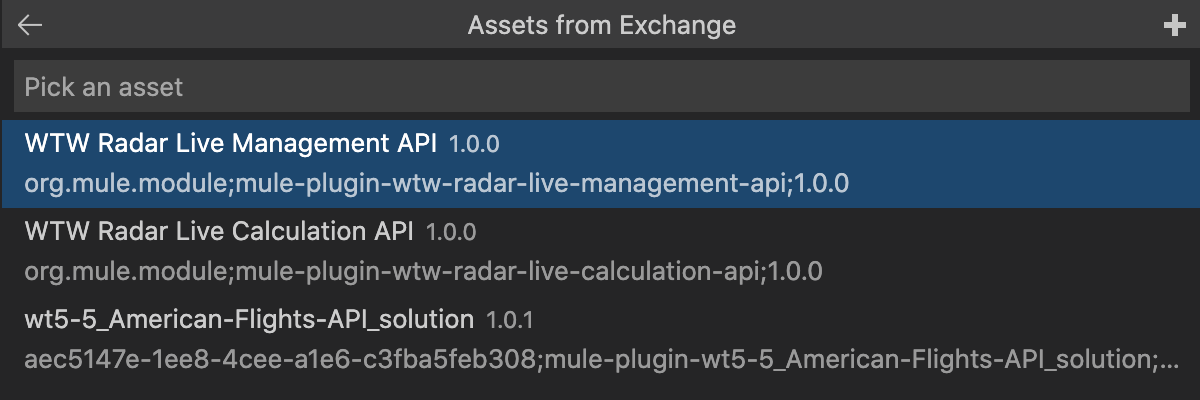 Assets from Exchange
Pick an asset
WTW Radar Live Management API 1.0.0
org.mule.module;mule-plugin-wtw-radar-live-management-api;1.0.0
WTW Radar Live Calculation API 1.0.0
org.mule.module;mule-plugin-wtw-radar-live-calculation-api;1.0.0
wt5-5_American-Flights-API_solution 1.0.1
aec5147e-1ee8-4cee-a1e6-c3fba5feb308;mule-plugin-wt5-5_American-Flights-API_solution;...